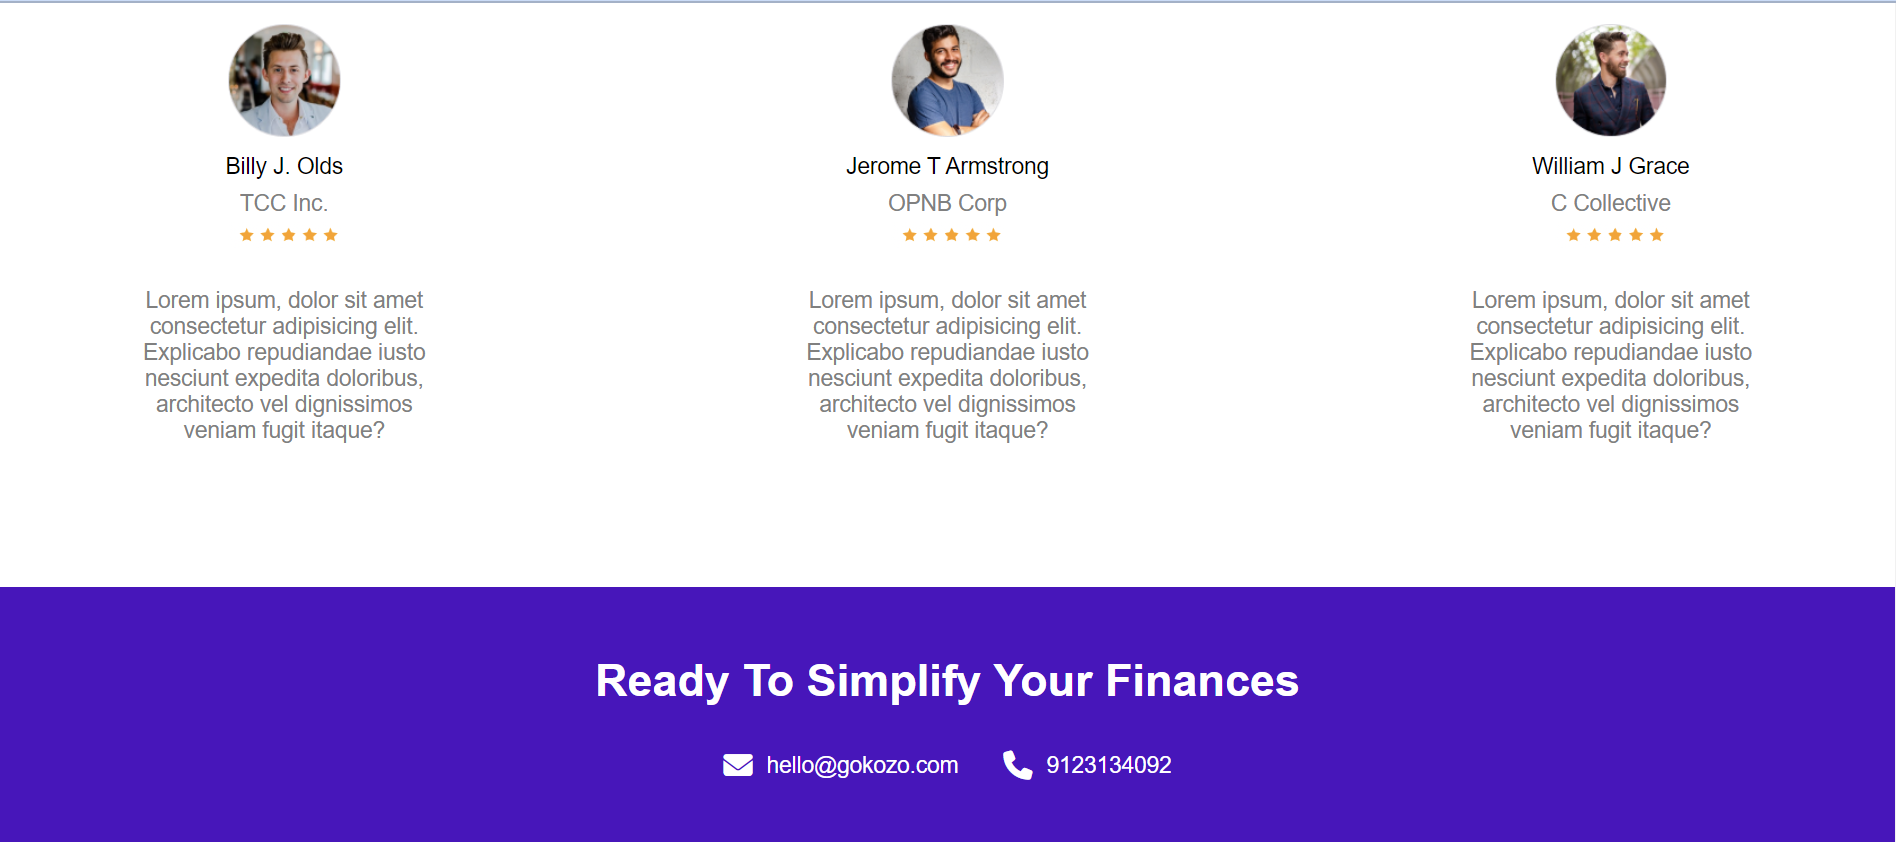 Billy J. Olds
TCC Inc.
Lorem ipsum, dolor sit amet
consectetur adipisicing elit.
Explicabo repudiandae iusto
nesciunt expedita doloribus,
architecto vel dignissimos
veniam fugit itaque?
Jerome T Armstrong
OPNB Corp
Lorem ipsum, dolor sit amet
consectetur adipisicing elit.
Explicabo repudiandae iusto
nesciunt expedita doloribus,
architecto vel dignissimos
veniam fugit itaque?
William J Grace
C Collective
Lorem ipsum, dolor sit amet
consectetur adipisicing elit.
Explicabo repudiandae iusto
nesciunt expedita doloribus,
architecto vel dignissimos
veniam fugit itaque?
Ready To Simplify Your Finances
hello@gokozo.com
9123134092